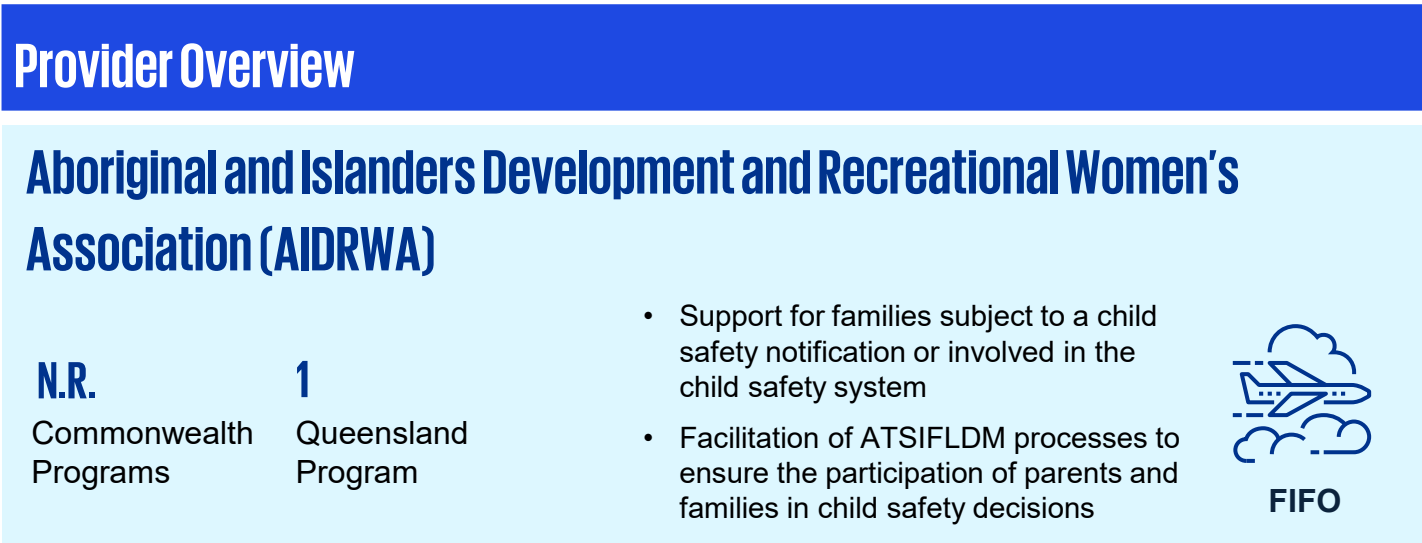 Provider Overview
Aboriginal and Islanders Development and Recreational Women's
Association (AIDRWA)
N.R.
Commonwealth
Programs
1
Queensland
Program
• Support for families subject to a child
safety notification or involved in the
child safety system
• Facilitation of ATSIFLDM processes to
ensure the participation of parents and
families in child safety decisions
FIFO